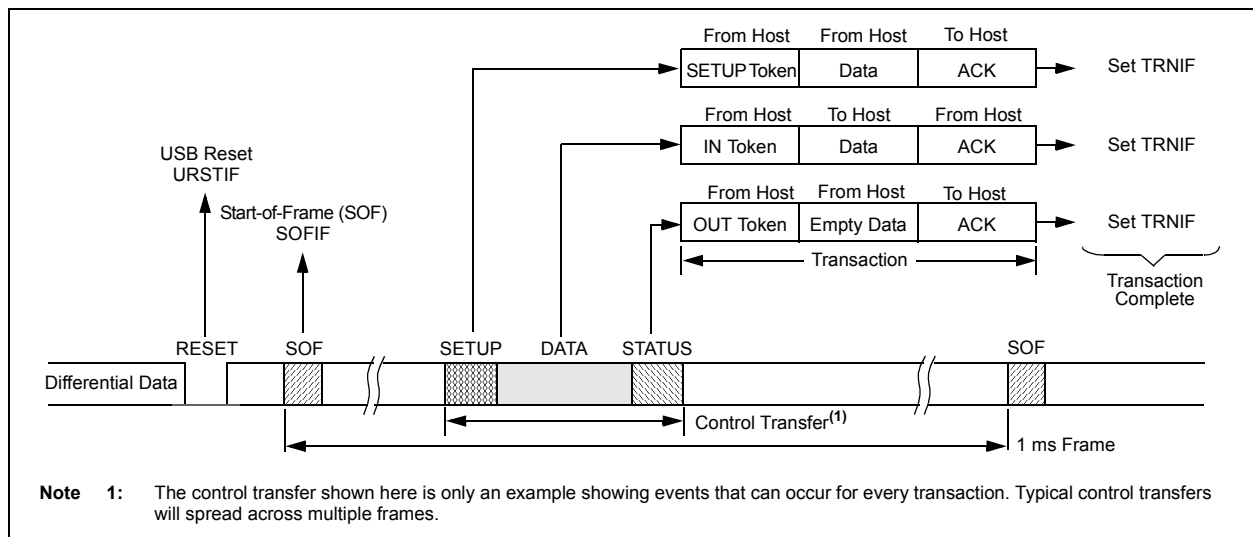 From Host From Host To Host
SETUP Token Data ACK Set TRNIF
From Host To Host From Host
IN Token Data ACK Set TRNIF
USB Reset
URSTIF
From Host From Host To Host
Start-of-Frame (SOF)
SOFIF
OUT Token Empty Data ACK Set TRNIF
Transaction
Transaction
Complete
RESET SOF SETUP DATA STATUS SOF
Differential Data
Control Transfer(1)
1 ms Frame
Note 1: The control transfer shown here is only an example showing events that can occur for every transaction. Typical control transfers
will spread across multiple frames.